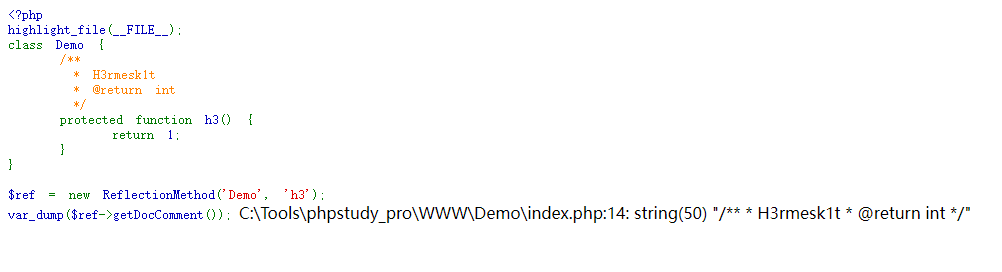 <?php
highlight_file(__FILE__);
class Demo {
/**
* H3rmesk1t
* @return int
*/
protected function h3() {
return 1;
}
}
$ref = new ReflectionMethod('Demo', 'h3');
var_dump($ref->getDocComment()); C:\Tools\phpstudy_pro\WWW\Demo\index.php:14: string(50) "/** * H3rmesk1t * @return int */"